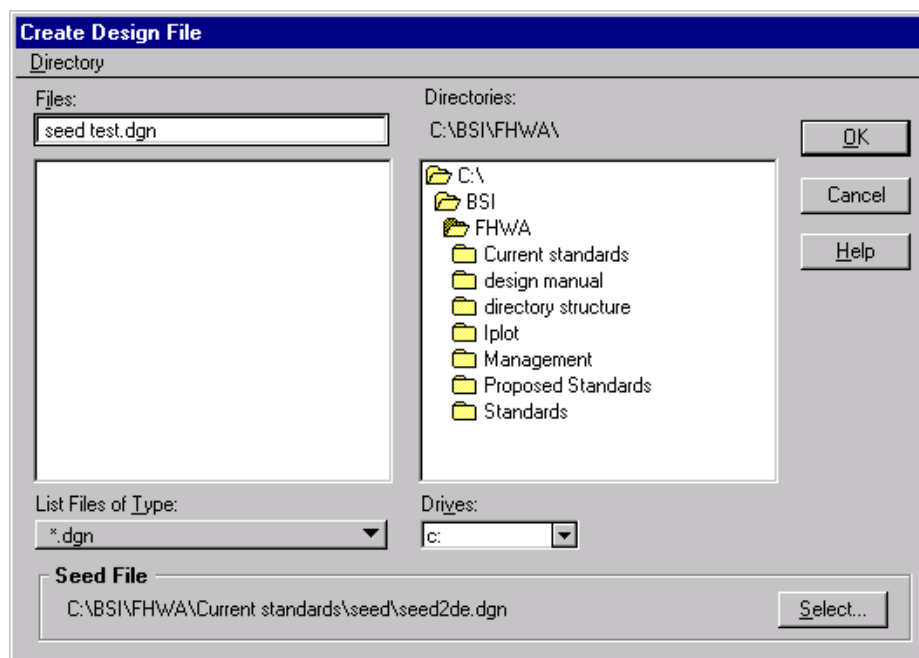 Create Design File
Directory
Files:
seed test.dgn
Directories:
C:\BSI\FHWA\
C:\
BSI
FHWA
Current standards
design manual
directory structure
Iplot
Management
Proposed Standards
Standards
OK
Cancel
Help
List Files of Type:
*.dgn
Drives:
c:
Seed File
C:\BSI\FHWA\Current standards\seed\seed2de.dgn
Select...